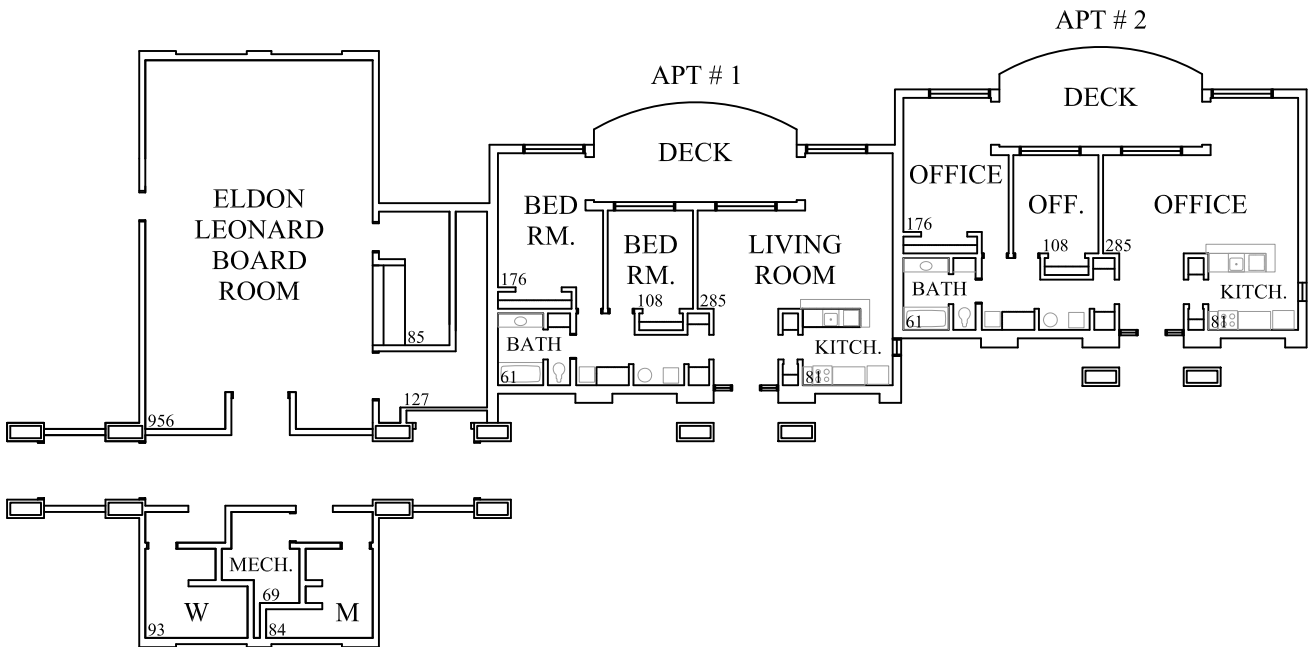 APT # 2
APT # 1
DECK
DECK
ELDON
LEONARD
BOARD
ROOM
956
85
127
BED
RM.
176
BED
RM.
108
LIVING
ROOM
285
BATH
61
KITCH.
81
OFFICE
176
OFF.
108
OFFICE
285
BATH
61
KITCH.
81
MECH.
69
W
93
M
84